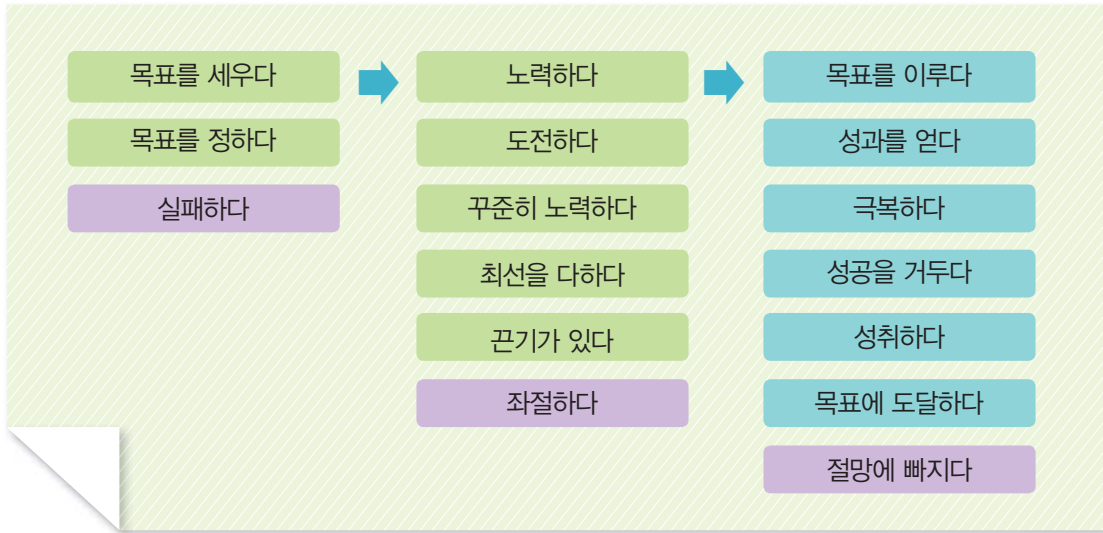 목표를 세우다
목표를 정하다
실패하다
노력하다
도전하다
꾸준히 노력하다
최선을 다하다
끈기가 있다
좌절하다
목표를 이루다
성과를 얻다
극복하다
성공을 거두다
성취하다
목표에 도달하다
절망에 빠지다